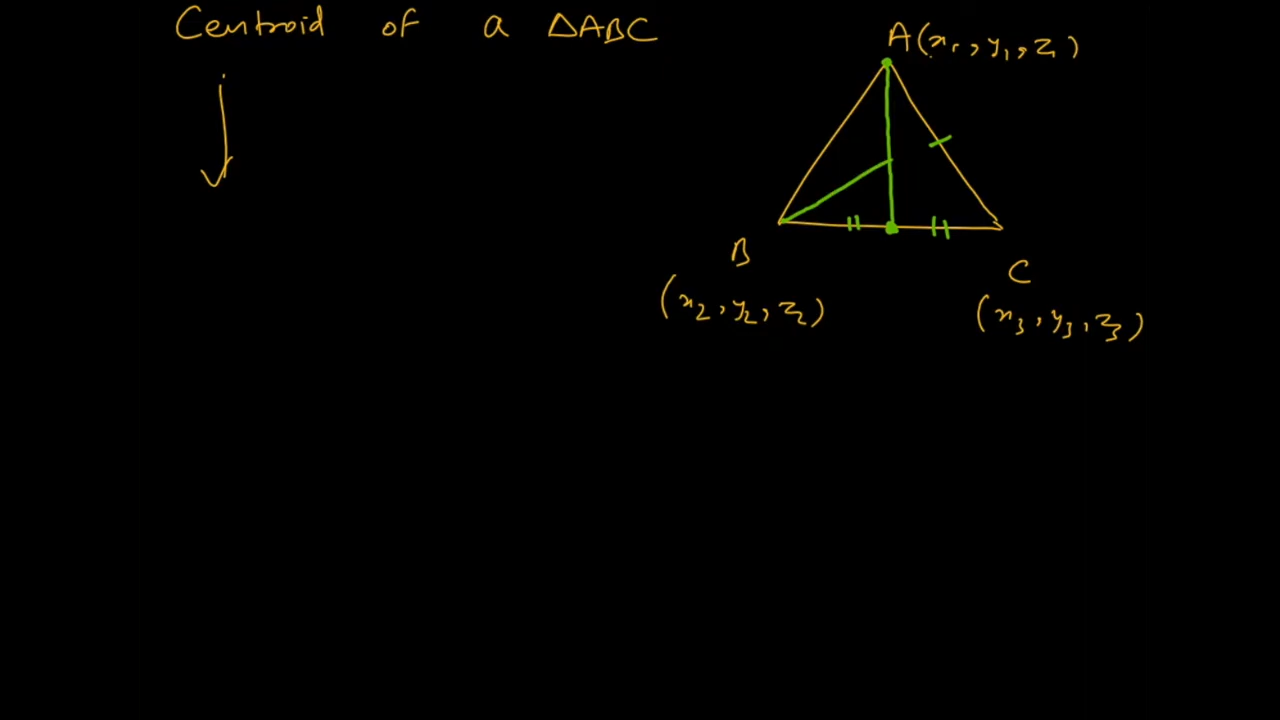 Centroid of a ΔABC
A(x₁, y₁, z₁)
B
C
(x₂, y₂, z₂)
(x₃, y₃, z₃)